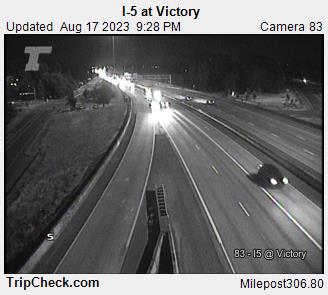 I-5 at Victory
Updated  Aug 17 2023  9:28 PM  Camera 83
T
S
83 - I5 @ Victory
TripCheck.com  Milepost306.80